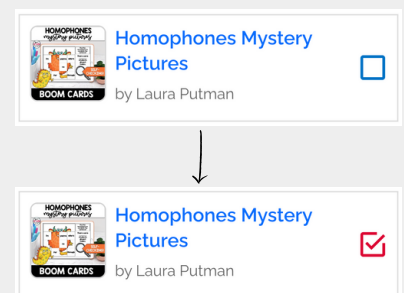 HOMOPHONES
mystery pictures
BOOM CARDS
Homophones Mystery
Pictures
by Laura Putman
HOMOPHONES
mystery pictures
BOOM CARDS
Homophones Mystery
Pictures
by Laura Putman